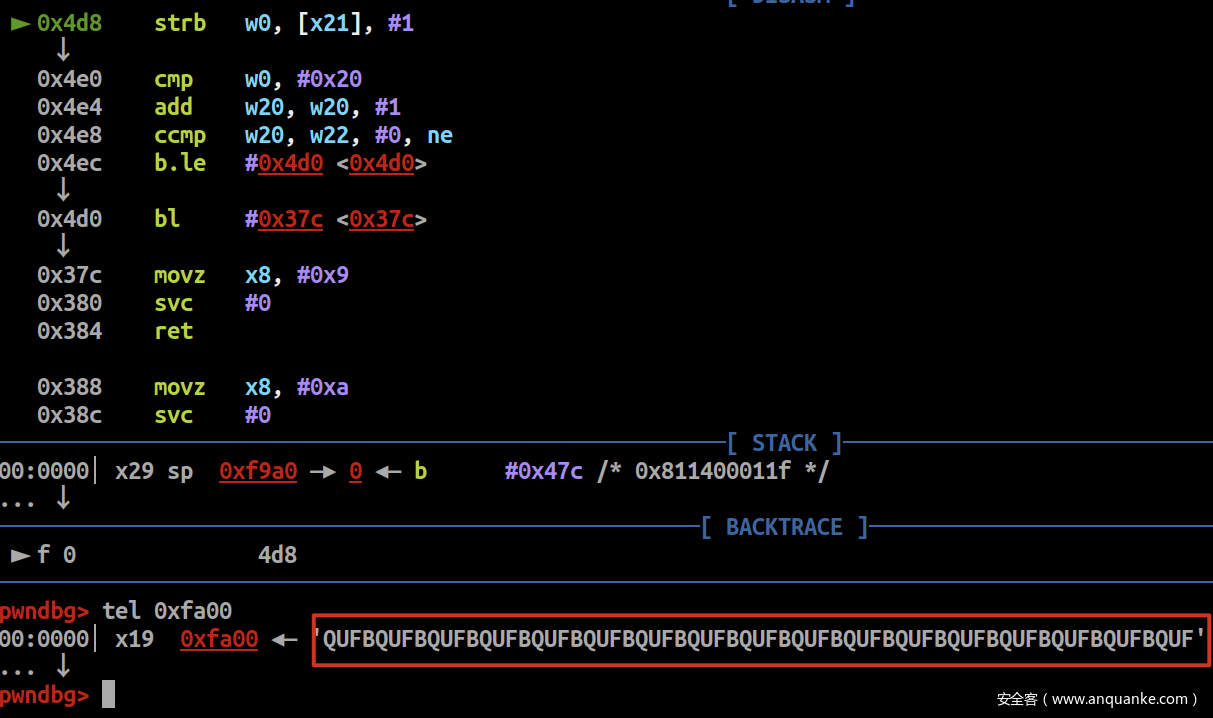 [ DISASM ]
► 0x4d8 strb w0, [x21], #1
↓
0x4e0 cmp w0, #0x20
0x4e4 add w20, w20, #1
0x4e8 ccmp w20, w22, #0, ne
0x4ec b.le #0x4d0 <0x4d0>
↓
0x4d0 bl #0x37c <0x37c>
↓
0x37c movz x8, #0x9
0x380 svc #0
0x384 ret
0x388 movz x8, #0xa
0x38c svc #0
[ STACK ]
00:0000│ x29 sp 0xf9a0 —▸ 0 ◂— b #0x47c /* 0x811400011f */
... ↓
[ BACKTRACE ]
► f 0 4d8
pwndbg> tel 0xfa00
00:0000│ x19 0xfa00 ◂— 'QUFBQUFBQUFBQUFBQUFBQUFBQUFBQUFBQUFBQUFBQUFBQUFBQUFBQUFBQUFBQUFBQUF'
... ↓
pwndbg>
安全客（www.anquanke.com）